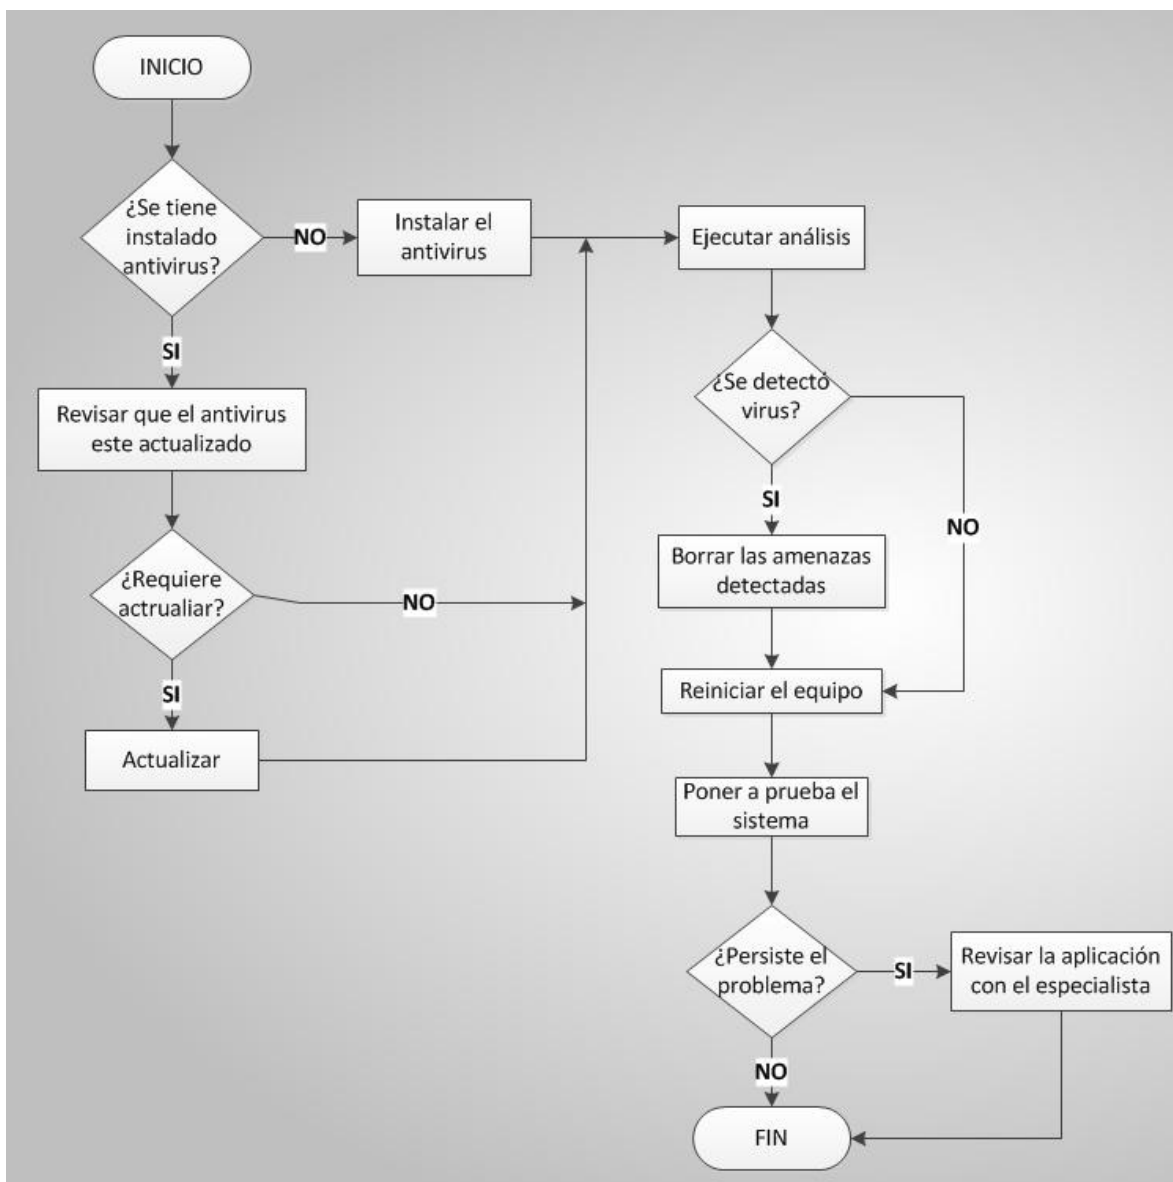 INICIO
¿Se tiene
instalado
antivirus?
NO
Instalar el
antivirus
Ejecutar análisis
SI
Revisar que el antivirus
este actualizado
¿Requiere
actrualiar?
NO
SI
Actualizar
¿Se detectó
virus?
SI
NO
Borrar las amenazas
detectadas
Reiniciar el equipo
Poner a prueba el
sistema
¿Persiste el
problema?
SI
Revisar la aplicación
con el especialista
NO
FIN